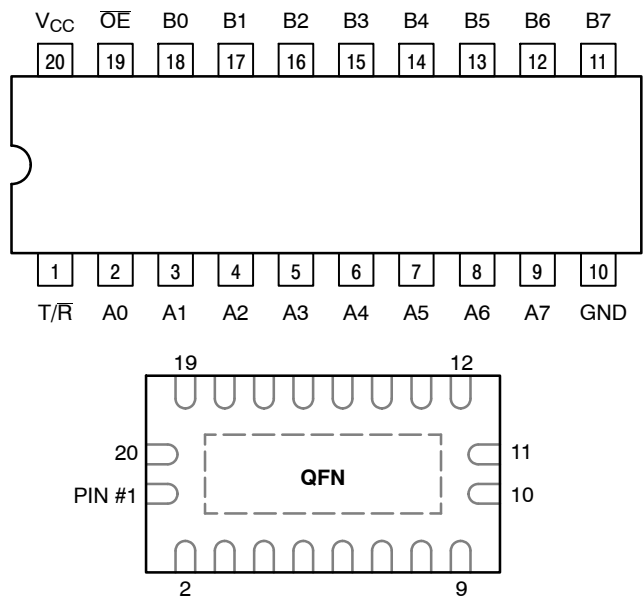 V_CC O̅E̅ B0 B1 B2 B3 B4 B5 B6 B7
20 19 18 17 16 15 14 13 12 11
1 2 3 4 5 6 7 8 9 10
T/R̅ A0 A1 A2 A3 A4 A5 A6 A7 GND
19 12
20 11
QFN
PIN #1 10
2 9